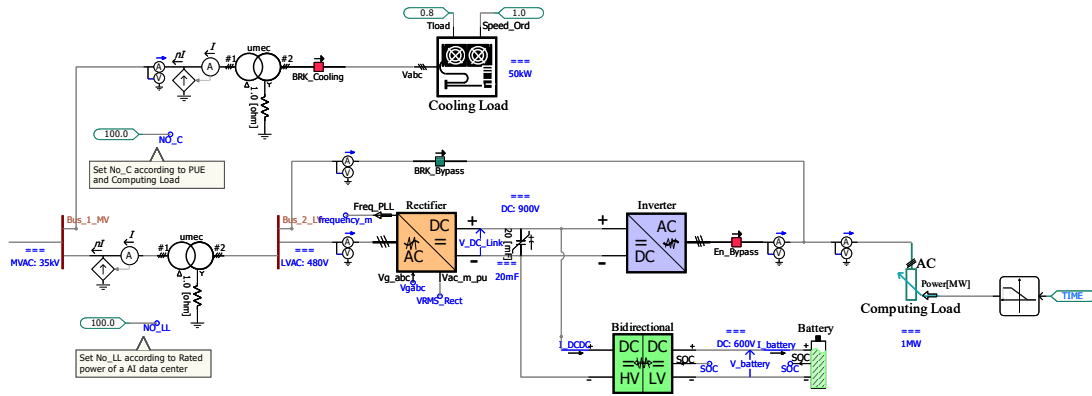 0.8
1.0
Tload
Speed_Ord
umec
nI
I
A
V
A
#1
#2
BRK_Cooling
Vabc
===
50kW
Cooling Load
1.0 [ohm]
100.0
NO_C
Set No_C according to PUE
and Computing Load
A
V
BRK_Bypass
Bus_1_MV
Bus_2_LV
frequency_m
Freq_PLL
Rectifier
===
DC: 900V
Inverter
umec
nI
I
A
#1
#2
===
MVAC: 35kV
===
LVAC: 480V
A
V
DC
=
AC
+
-
V_DC_Link
20 [mF]
+
===
20mF
+
-
AC
=
DC
En_Bypass
A
V
A
V
AC
Power[MW]
TIME
Computing Load
===
1MW
1.0 [ohm]
Vg_abc
Vgabc
Vac_m_pu
VRMS_Rect
100.0
NO_LL
Set No_LL according to Rated
power of a AI data center
Bidirectional
I_DCDC
+
-
DC
DC
=
=
HV
LV
+
-
===
DC: 600V
I_battery
V_battery
SOC
SOC
Battery
+
-
SOC
SOC